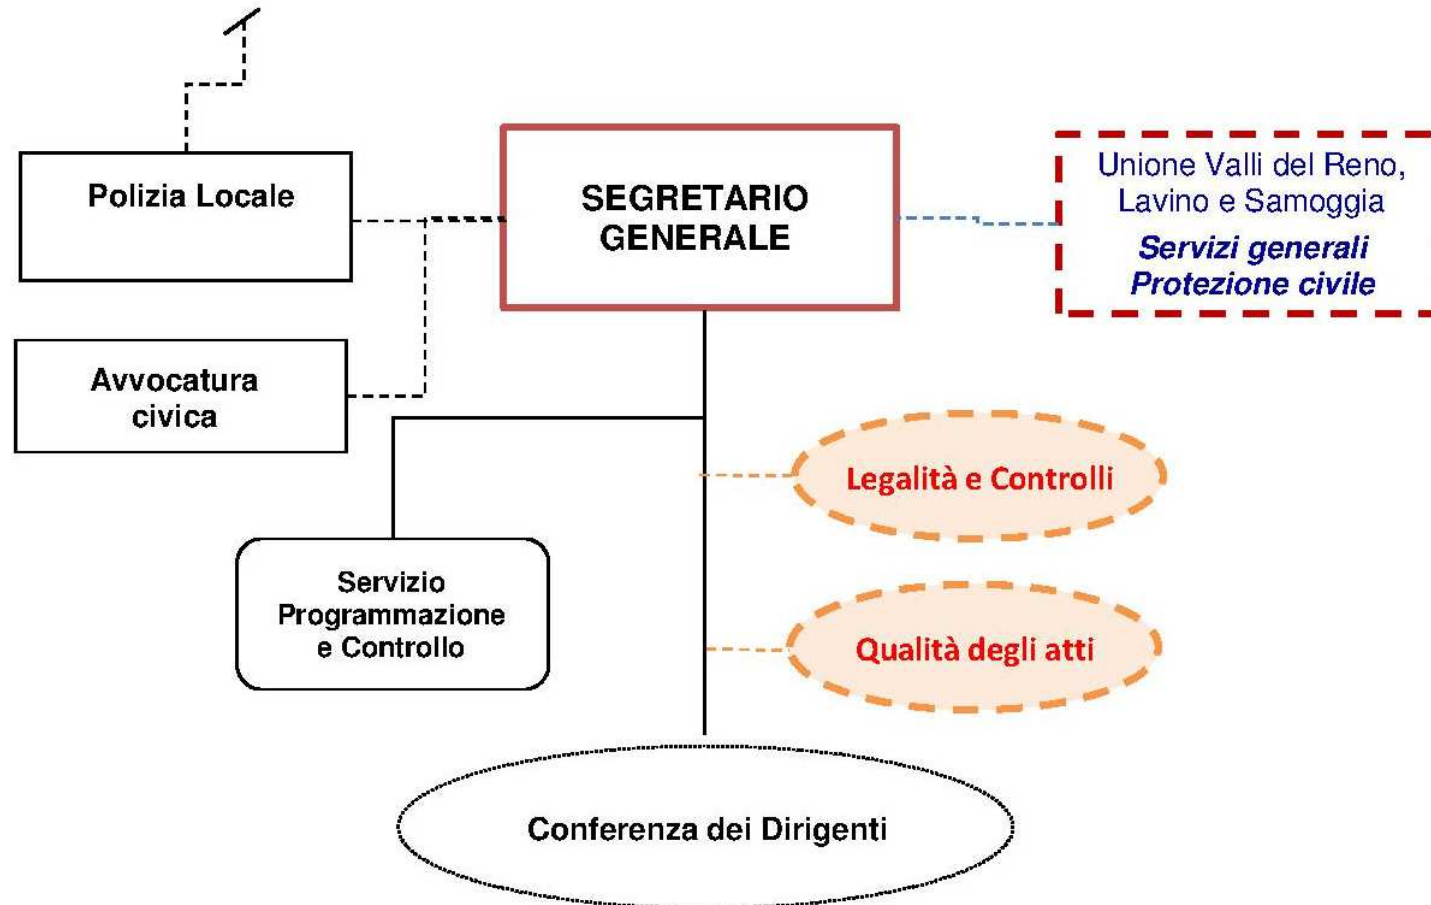 Polizia Locale
SEGRETARIO
GENERALE
Unione Valli del Reno,
Lavino e Samoggia
Servizi generali
Protezione civile
Avvocatura
civica
Legalità e Controlli
Servizio
Programmazione
e Controllo
Qualità degli atti
Conferenza dei Dirigenti